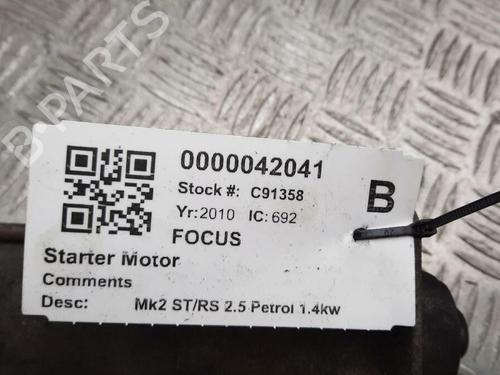 0000042041
Stock #: C91358
B
Yr: 2010 IC: 692
FOCUS
Starter Motor
Comments
Desc: Mk2 ST/RS 2.5 Petrol 1.4kw
B-PARTS